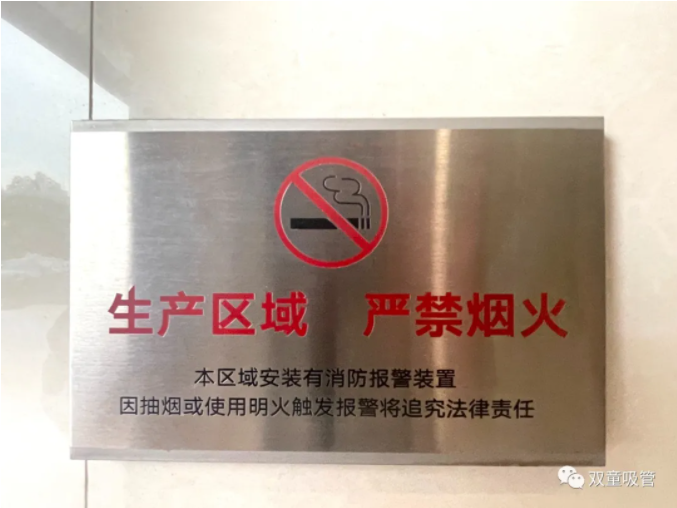 生产区域 严禁烟火
本区域安装有消防报警装置
因抽烟或使用明火触发报警将追究法律责任
双童吸管